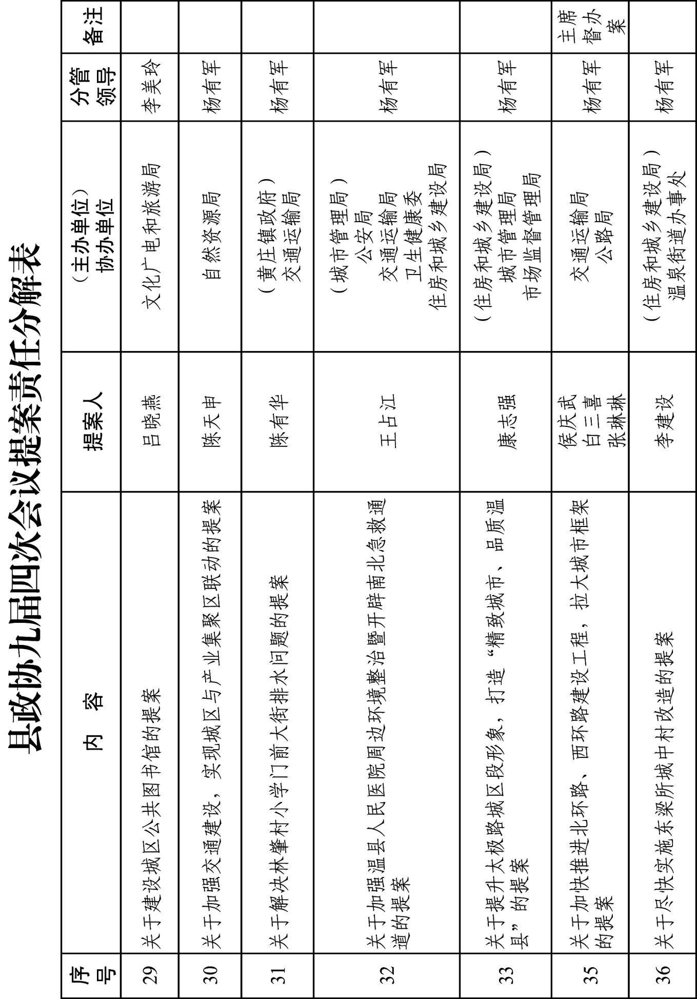 县政协九届四次会议提案责任分解表
序号
内 容
提案人
（主办单位）
协办单位
分管
领导
备注
29
关于建设城区公共图书馆的提案
吕晓燕
文化广电和旅游局
李美玲
30
关于加强交通建设，实现城区与产业集聚区联动的提案
陈天申
自然资源局
杨有军
31
关于解决林肇村小学门前大街排水问题的提案
陈有华
（黄庄镇政府）
交通运输局
杨有军
32
关于加强温县人民医院周边环境整治暨开辟南北急救通
道的提案
王占江
（城市管理局）
公安局
交通运输局
卫生健康委
住房和城乡建设局
杨有军
33
关于提升太极路城区段形象，打造“精致城市、品质温
县”的提案
康志强
（住房和城乡建设局）
城市管理局
市场监督管理局
杨有军
35
关于加快推进北环路、西环路建设工程，拉大城市框架
的提案
侯庆武
白三喜
张琳琳
交通运输局
公路局
杨有军
主席
督办
案
36
关于尽快实施东梁所城中村改造的提案
李建设
（住房和城乡建设局）
温泉街道办事处
杨有军